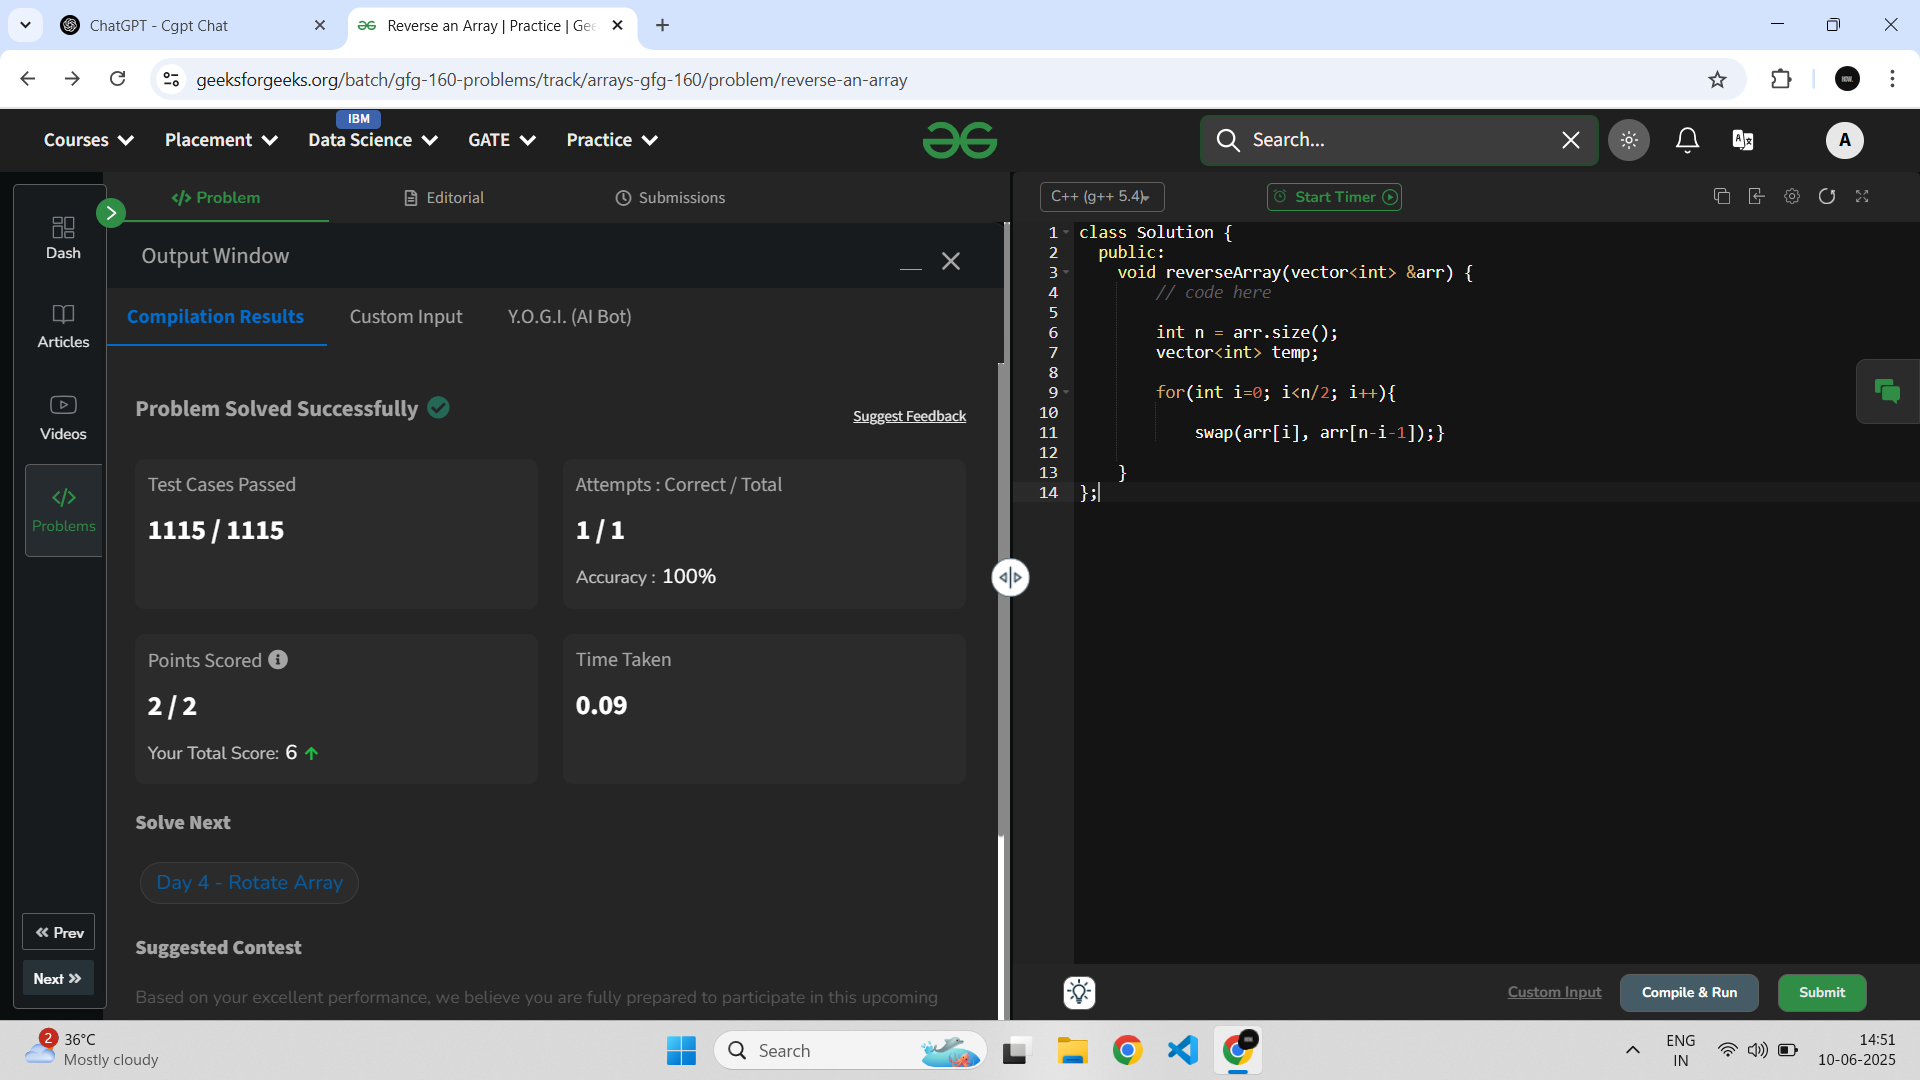 ChatGPT - Cgpt Chat
Reverse an Array | Practice | Gee
geeksforgeeks.org/batch/gfg-160-problems/track/arrays-gfg-160/problem/reverse-an-array
Courses
Placement
IBM
Data Science
GATE
Practice
Search...
A
Dash
Articles
Videos
Problems
Prev
Next
Problem
Editorial
Submissions
Output Window
Compilation Results
Custom Input
Y.O.G.I. (AI Bot)
Problem Solved Successfully
Suggest Feedback
Test Cases Passed
1115 / 1115
Attempts : Correct / Total
1 / 1
Accuracy : 100%
Points Scored
2 / 2
Your Total Score: 6
Time Taken
0.09
Solve Next
Day 4 - Rotate Array
Suggested Contest
Based on your excellent performance, we believe you are fully prepared to participate in this upcoming
C++ (g++ 5.4)
Start Timer
1 class Solution {
2 public:
3 void reverseArray(vector<int> &arr) {
4 // code here
5
6 int n = arr.size();
7 vector<int> temp;
8
9 for(int i=0; i<n/2; i++){
10
11 swap(arr[i], arr[n-i-1]);}
12
13 }
14 };
Custom Input
Compile & Run
Submit
2
36°C
Mostly cloudy
Search
ENG
IN
14:51
10-06-2025